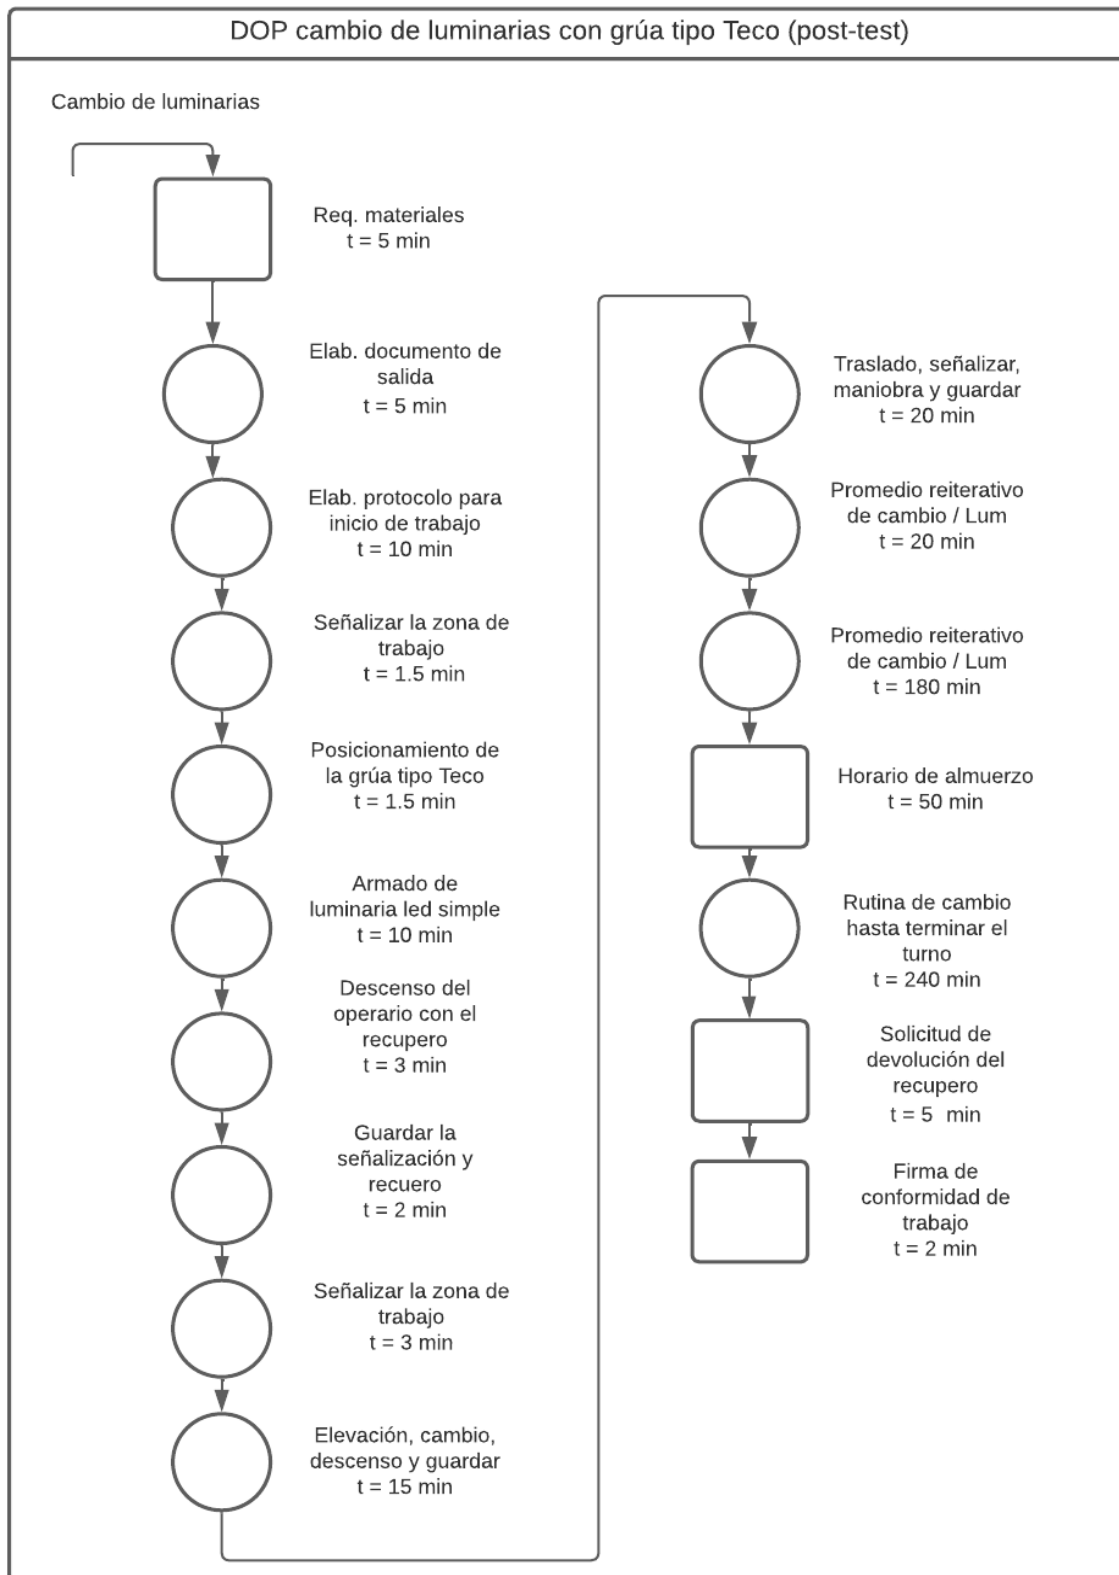 DOP cambio de luminarias con grúa tipo Teco (post-test)
Cambio de luminarias
Req. materiales
t = 5 min
Elab. documento de
salida
t = 5 min
Elab. protocolo para
inicio de trabajo
t = 10 min
Señalizar la zona de
trabajo
t = 1.5 min
Posicionamiento de
la grúa tipo Teco
t = 1.5 min
Armado de
luminaria led simple
t = 10 min
Descenso del
operario con el
recupero
t = 3 min
Guardar la
señalización y
recuero
t = 2 min
Señalizar la zona de
trabajo
t = 3 min
Elevación, cambio,
descenso y guardar
t = 15 min
Traslado, señalizar,
maniobra y guardar
t = 20 min
Promedio reiterativo
de cambio / Lum
t = 20 min
Promedio reiterativo
de cambio / Lum
t = 180 min
Horario de almuerzo
t = 50 min
Rutina de cambio
hasta terminar el
turno
t = 240 min
Solicitud de
devolución del
recupero
t = 5 min
Firma de
conformidad de
trabajo
t = 2 min